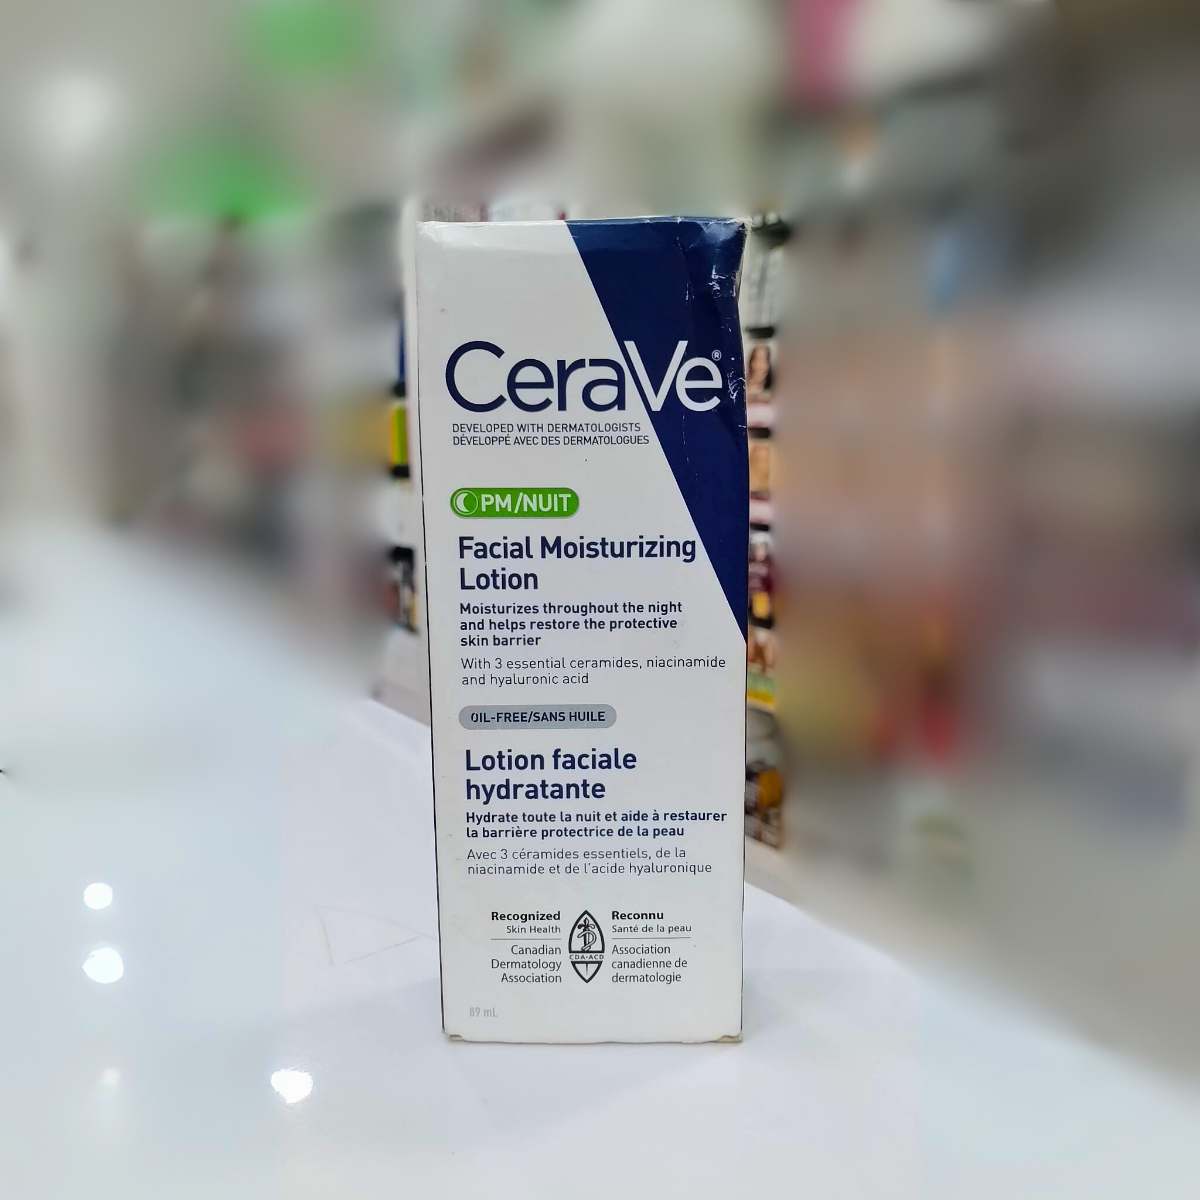 CeraVe®
DEVELOPED WITH DERMATOLOGISTS
DÉVELOPPÉ AVEC DES DERMATOLOGUES
PM/NUIT
Facial Moisturizing
Lotion
Moisturizes throughout the night
and helps restore the protective
skin barrier
With 3 essential ceramides, niacinamide
and hyaluronic acid
OIL-FREE/SANS HUILE
Lotion faciale
hydratante
Hydrate toute la nuit et aide à restaurer
la barrière protectrice de la peau
Avec 3 céramides essentiels, de la
niacinamide et de l'acide hyaluronique
Recognized
Skin Health
Canadian
Dermatology
Association
CDA-ACD
Reconnu
Santé de la peau
Association
canadienne de
dermatologie
89 mL